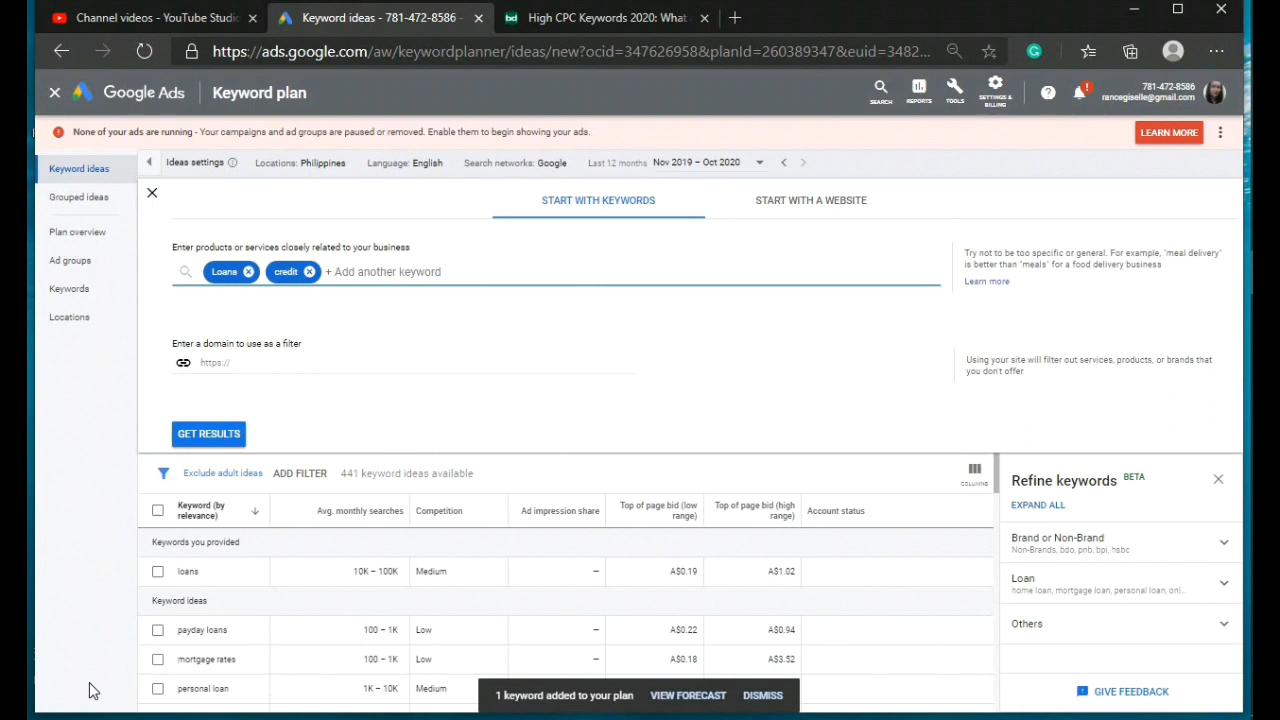 Channel videos - YouTube Studi
Keyword ideas - 781-472-8586 -
High CPC Keywords 2020: What
https://ads.google.com/aw/keywordplanner/ideas/new?ocid=347626958&planId=260389347&euid=3482...
Google Ads
Keyword plan
SEARCH
REPORTS
TOOLS
SETTINGS & BILLING
781-472-8586
rancegiselle@gmail.com
None of your ads are running - Your campaigns and ad groups are paused or removed. Enable them to begin showing your ads.
LEARN MORE
Keyword ideas
Grouped ideas
Plan overview
Ad groups
Keywords
Locations
Ideas settings
Locations: Philippines
Language: English
Search networks: Google
Last 12 months
Nov 2019 – Oct 2020
START WITH KEYWORDS
START WITH A WEBSITE
Enter products or services closely related to your business
Loans
credit
+ Add another keyword
Try not to be too specific or general. For example, "meal delivery"
is better than "meals" for a food delivery business
Learn more
Enter a domain to use as a filter
https://
Using your site will filter out services, products, or brands that
you don't offer
GET RESULTS
Exclude adult ideas
ADD FILTER
441 keyword ideas available
COLUMNS
Keyword (by
relevance)
Avg. monthly searches
Competition
Ad impression share
Top of page bid (low
range)
Top of page bid (high
range)
Account status
Keywords you provided
loans 10K – 100K Medium – A$0.19 A$1.02
Keyword ideas
payday loans 100 – 1K Low – A$0.22 A$0.94
mortgage rates 100 – 1K Low – A$0.18 A$3.52
personal loan 1K – 10K Medium
1 keyword added to your plan
VIEW FORECAST
DISMISS
Refine keywords BETA
EXPAND ALL
Brand or Non-Brand
Non-Brands, bdo, pnb, bpi, hsbc
Loan
home loan, mortgage loan, personal loan, onl...
Others
GIVE FEEDBACK